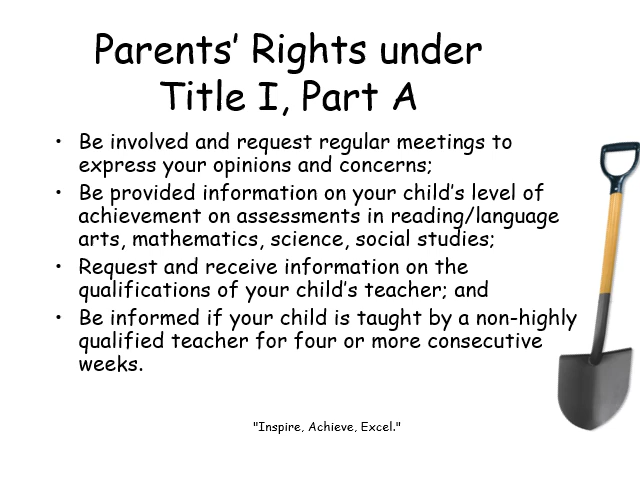 Parents’ Rights under
Title I, Part A
• Be involved and request regular meetings to
express your opinions and concerns;
• Be provided information on your child’s level of
achievement on assessments in reading/language
arts, mathematics, science, social studies;
• Request and receive information on the
qualifications of your child’s teacher; and
• Be informed if your child is taught by a non-highly
qualified teacher for four or more consecutive
weeks.
"Inspire, Achieve, Excel."